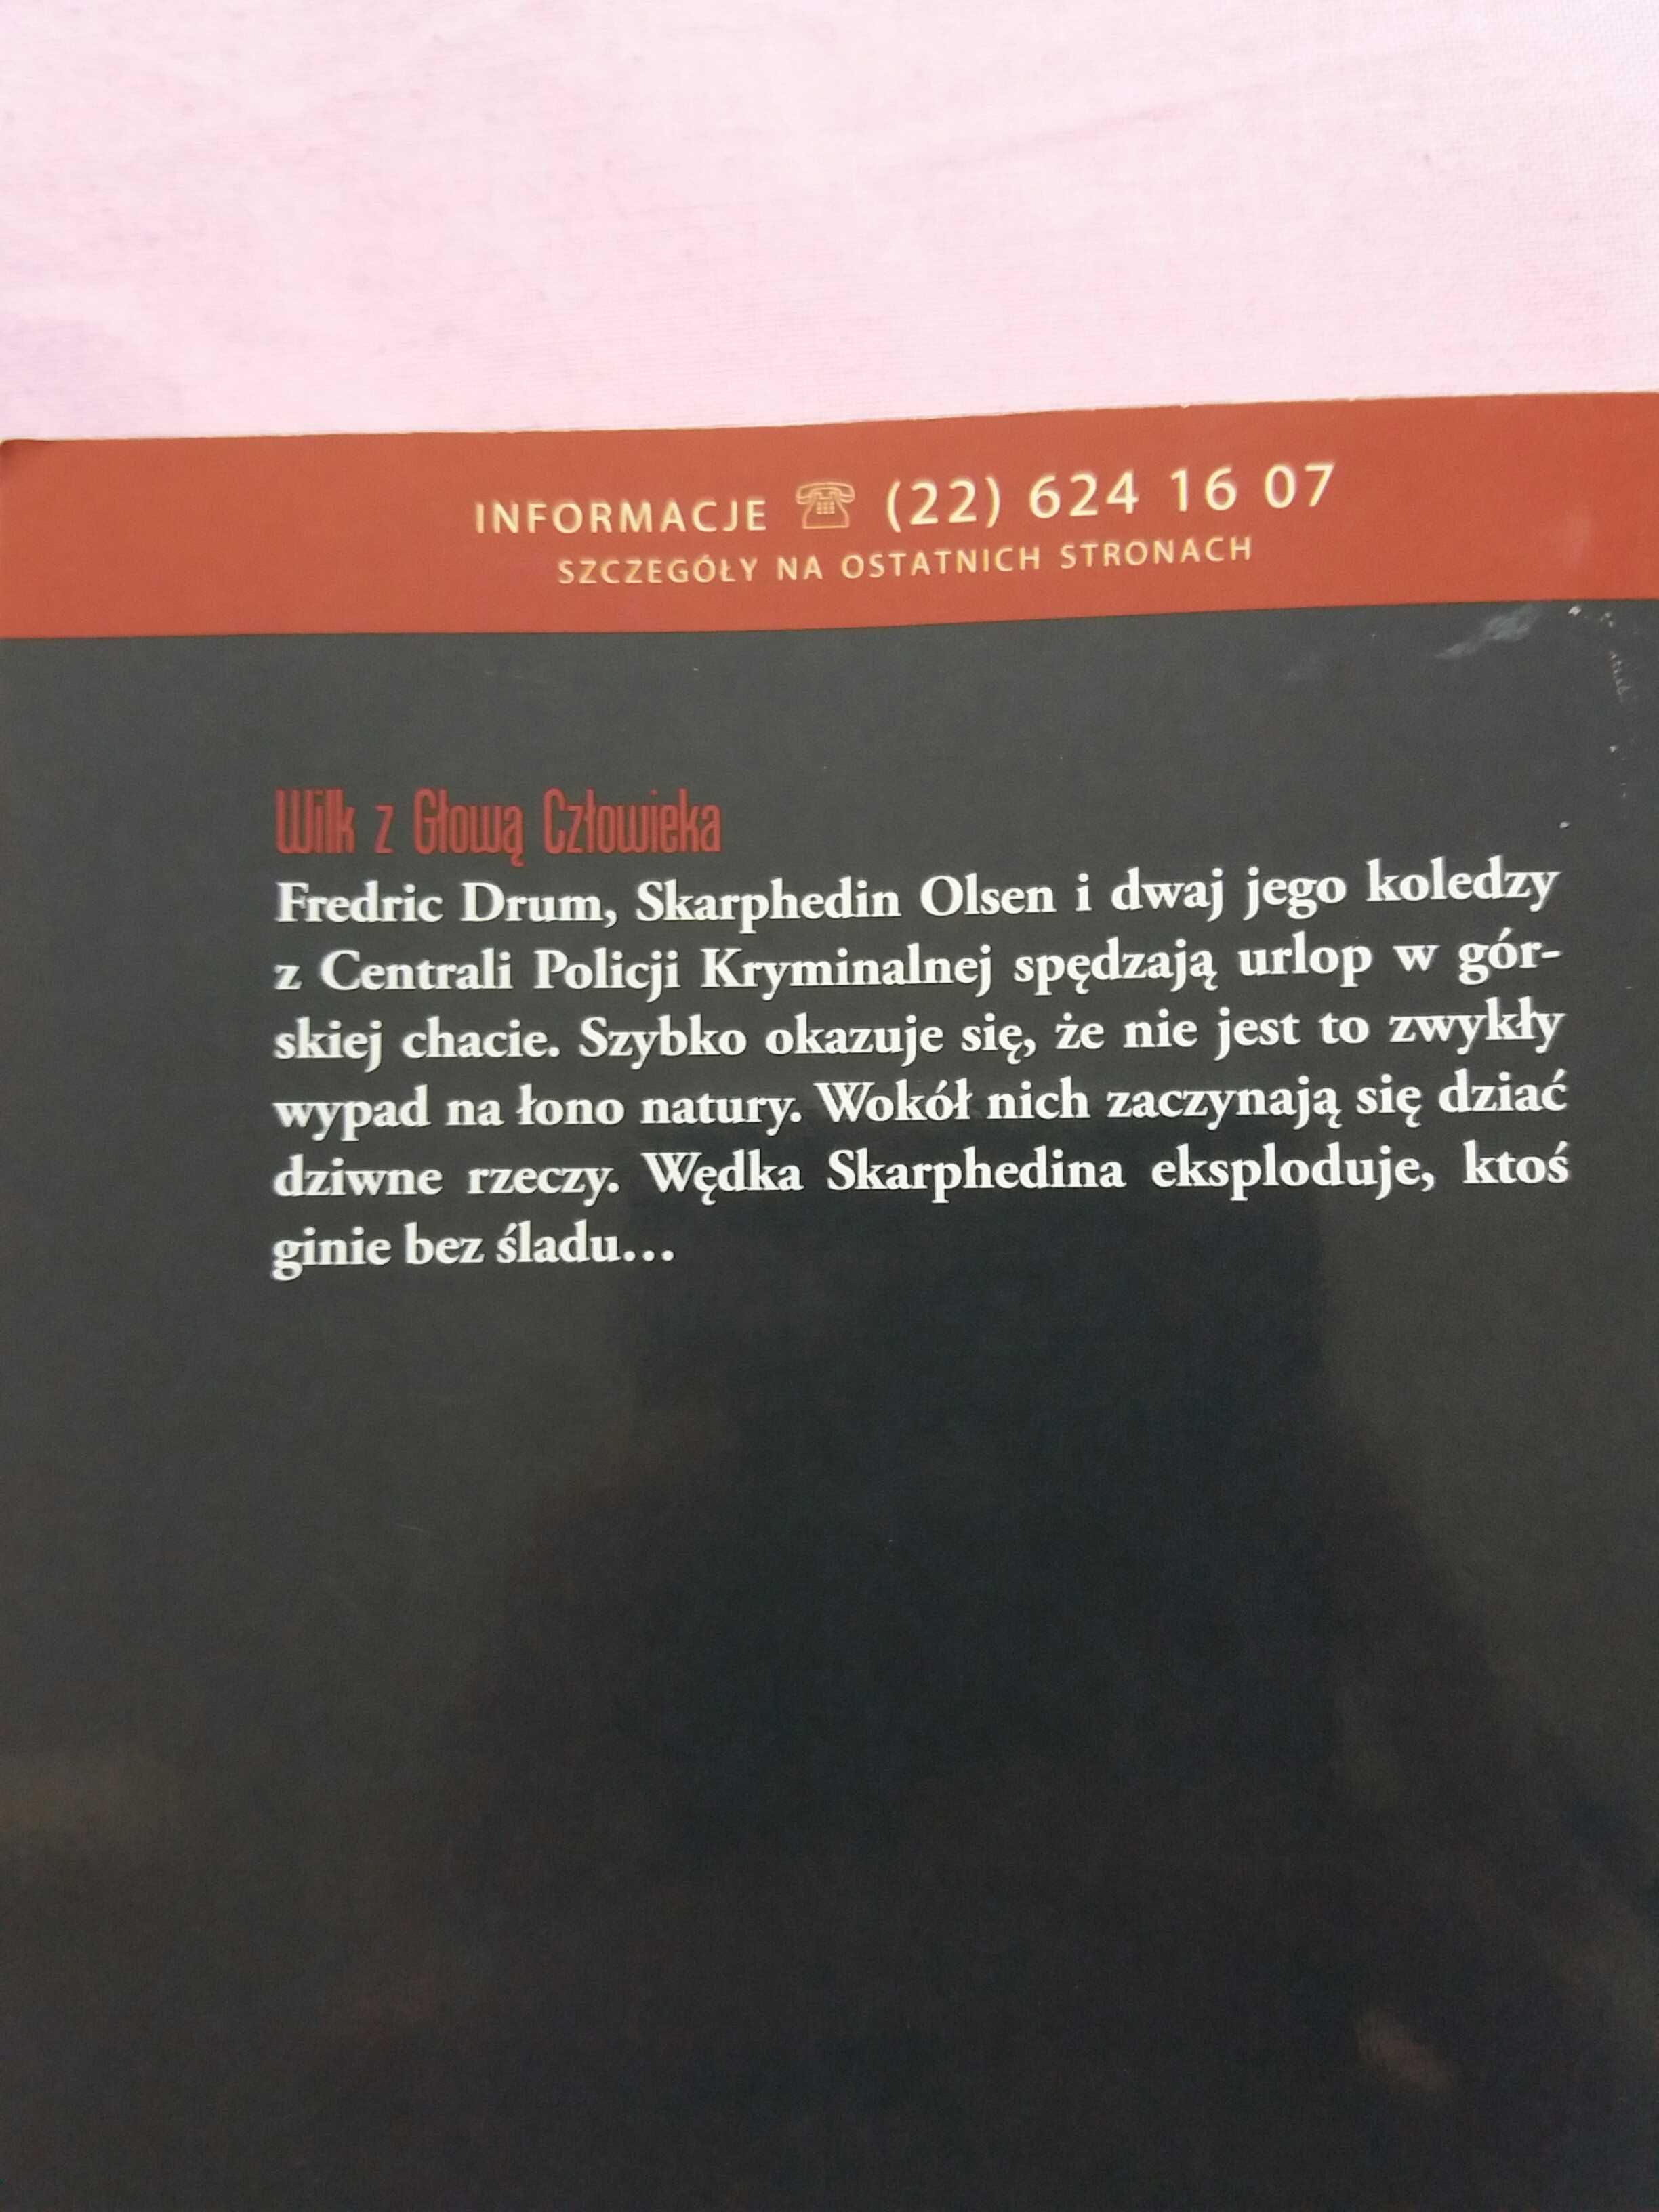 INFORMACJE ☎ (22) 624 16 07
SZCZEGÓŁY NA OSTATNICH STRONACH
Wilk z Głową Człowieka
Fredric Drum, Skarphedin Olsen i dwaj jego koledzy
z Centrali Policji Kryminalnej spędzają urlop w gór-
skiej chacie. Szybko okazuje się, że nie jest to zwykły
wypad na łono natury. Wokół nich zaczynają się dziać
dziwne rzeczy. Wędka Skarphedina eksploduje, ktoś
ginie bez śladu...